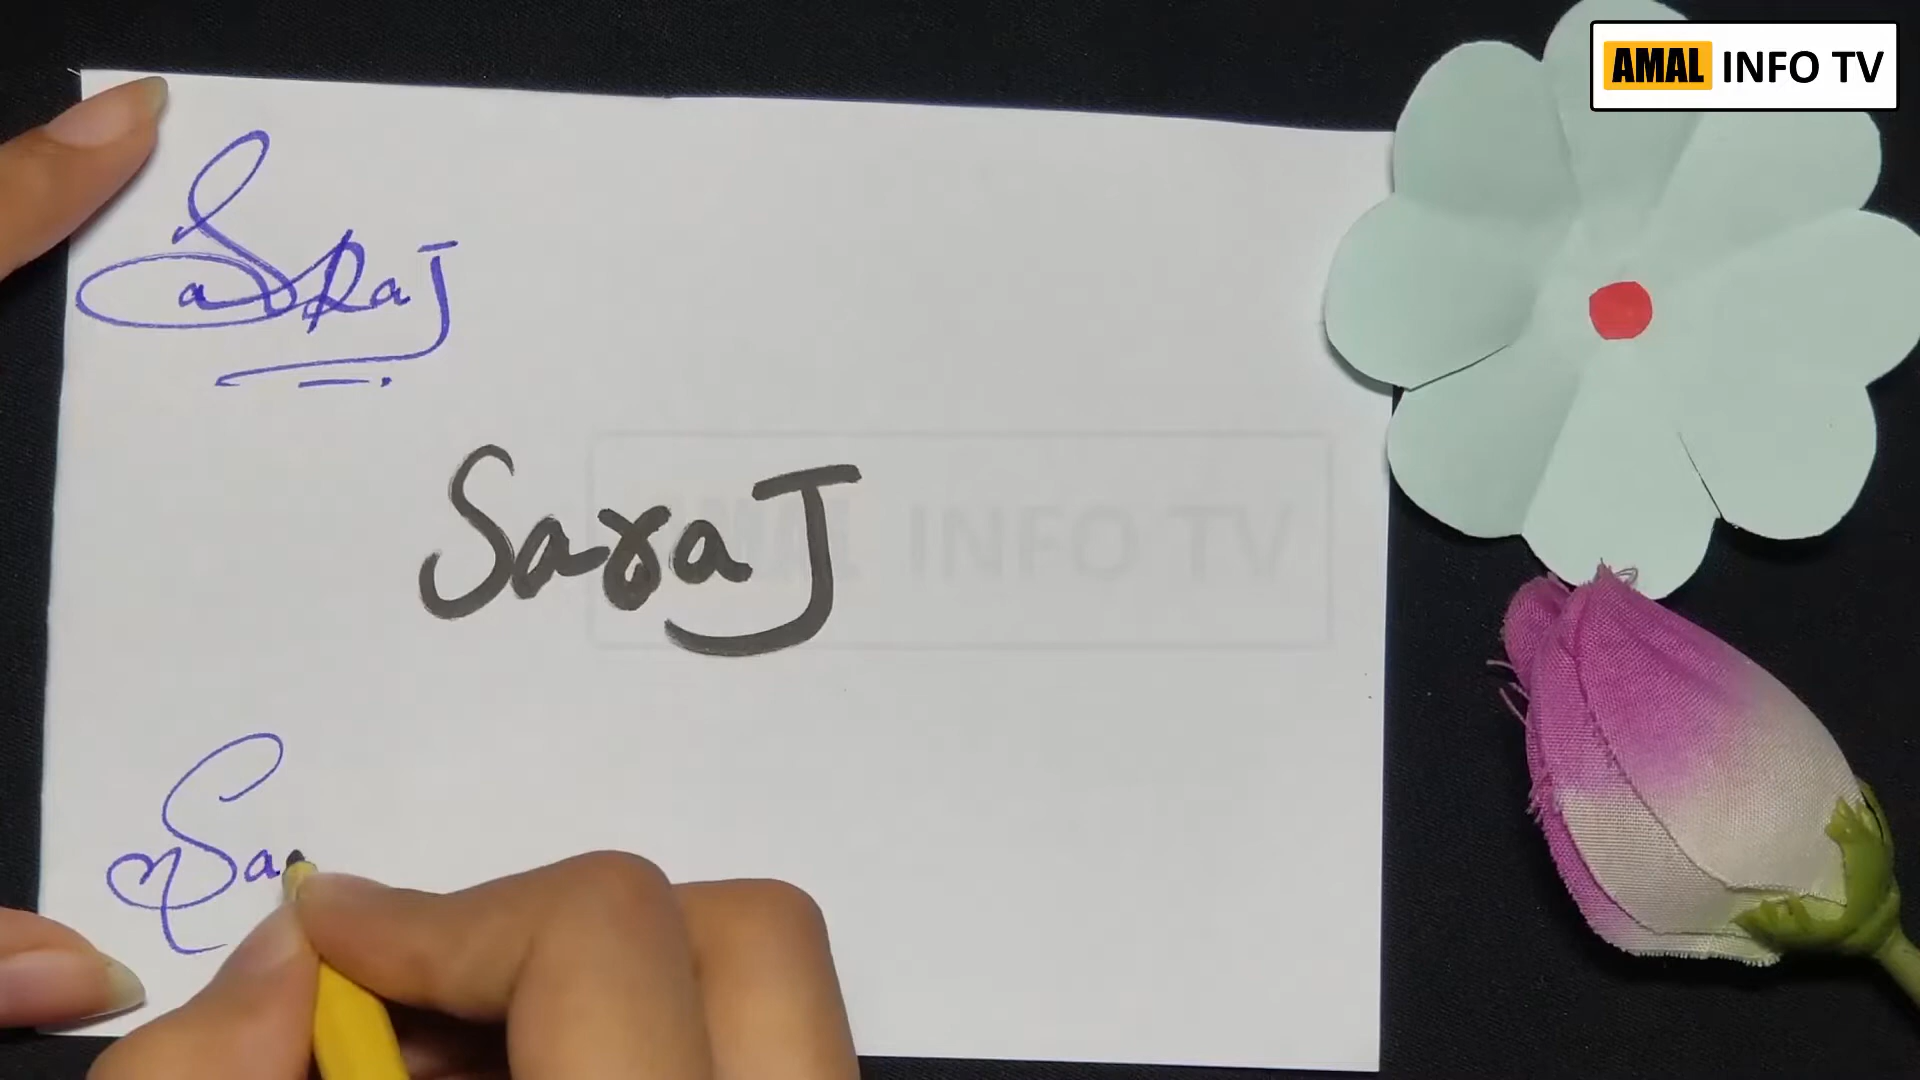 AMAL INFO TV
SaRaJ
SaraJ
AMAL INFO TV
Sa